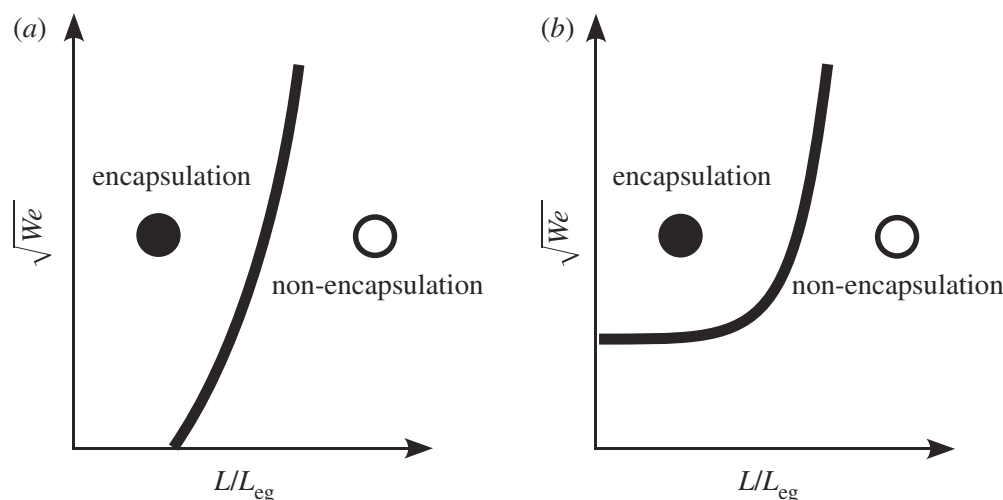 (a)
encapsulation
non-encapsulation
√We
L/Leg
(b)
encapsulation
non-encapsulation
√We
L/Leg